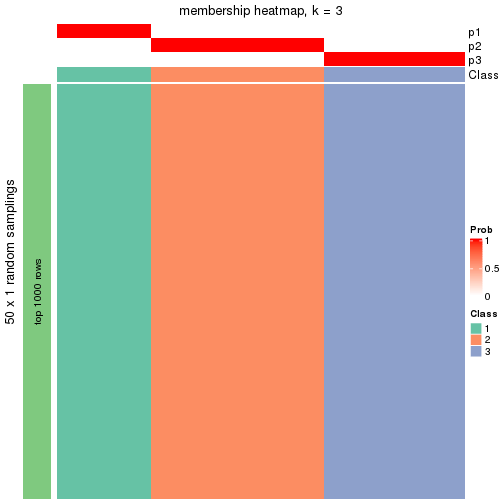 membership heatmap, k = 3
p1
p2
p3
Class
50 x 1 random samplings
top 1000 rows
Prob
1
0.5
0
Class
1
2
3